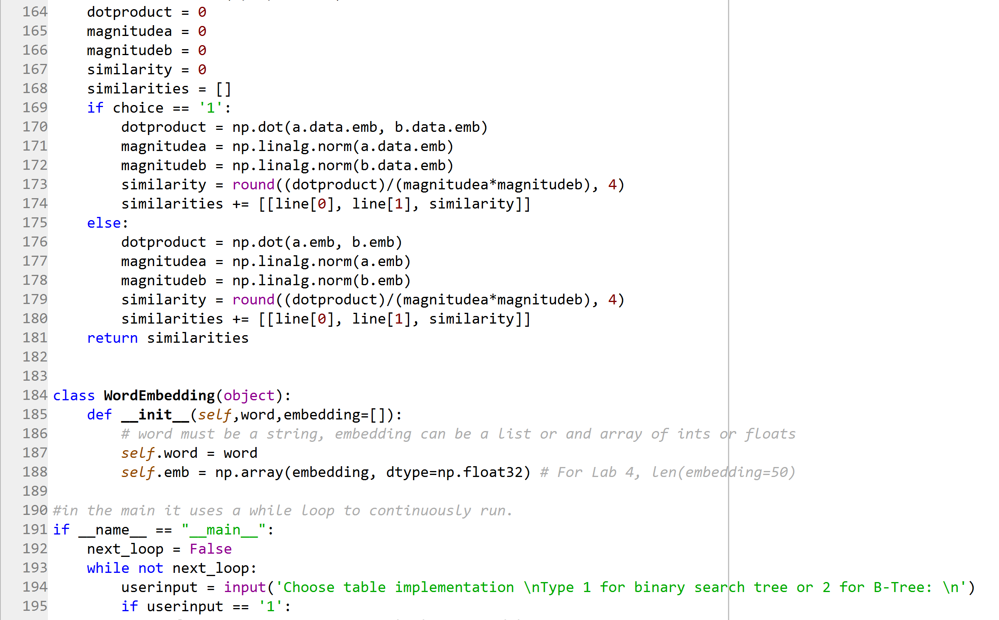 164 dotproduct = 0
165 magnitudea = 0
166 magnitudeb = 0
167 similarity = 0
168 similarities = []
169 if choice == '1':
170 dotproduct = np.dot(a.data.emb, b.data.emb)
171 magnitudea = np.linalg.norm(a.data.emb)
172 magnitudeb = np.linalg.norm(b.data.emb)
173 similarity = round((dotproduct)/(magnitudea*magnitudeb), 4)
174 similarities += [[line[0], line[1], similarity]]
175 else:
176 dotproduct = np.dot(a.emb, b.emb)
177 magnitudea = np.linalg.norm(a.emb)
178 magnitudeb = np.linalg.norm(b.emb)
179 similarity = round((dotproduct)/(magnitudea*magnitudeb), 4)
180 similarities += [[line[0], line[1], similarity]]
181 return similarities
182
183
184 class WordEmbedding(object):
185 def __init__(self,word,embedding=[]):
186 # word must be a string, embedding can be a list or and array of ints or floats
187 self.word = word
188 self.emb = np.array(embedding, dtype=np.float32) # For Lab 4, len(embedding=50)
189
190 #in the main it uses a while loop to continuously run.
191 if __name__ == "__main__":
192 next_loop = False
193 while not next_loop:
194 userinput = input('Choose table implementation \nType 1 for binary search tree or 2 for B-Tree: \n')
195 if userinput == '1':